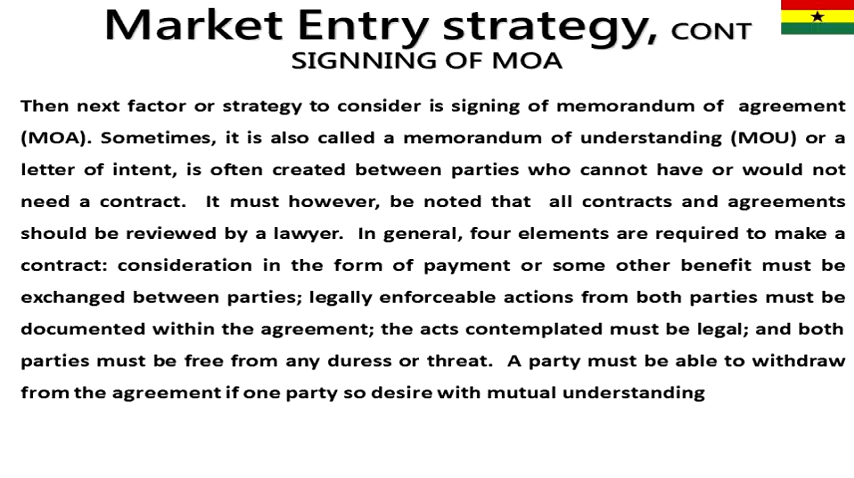 Market Entry strategy, CONT
SIGNNING OF MOA
Then next factor or strategy to consider is signing of memorandum of agreement
(MOA). Sometimes, it is also called a memorandum of understanding (MOU) or a
letter of intent, is often created between parties who cannot have or would not
need a contract. It must however, be noted that all contracts and agreements
should be reviewed by a lawyer. In general, four elements are required to make a
contract: consideration in the form of payment or some other benefit must be
exchanged between parties; legally enforceable actions from both parties must be
documented within the agreement; the acts contemplated must be legal; and both
parties must be free from any duress or threat. A party must be able to withdraw
from the agreement if one party so desire with mutual understanding